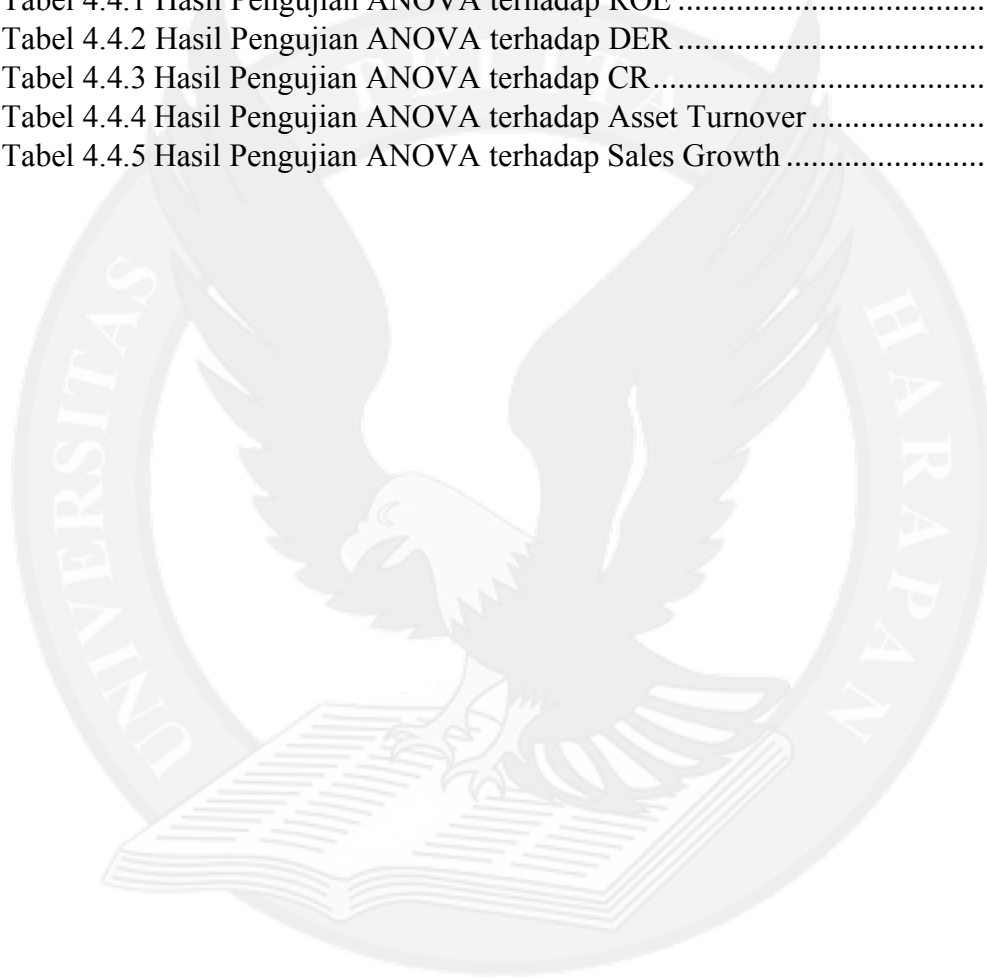 Tabel 4.4.1 Hasil Pengujian ANOVA terhadap ROE ........................................
Tabel 4.4.2 Hasil Pengujian ANOVA terhadap DER ........................................
Tabel 4.4.3 Hasil Pengujian ANOVA terhadap CR...........................................
Tabel 4.4.4 Hasil Pengujian ANOVA terhadap Asset Turnover ......................
Tabel 4.4.5 Hasil Pengujian ANOVA terhadap Sales Growth .........................
UNIVERSITAS
PELITA
HARAPAN